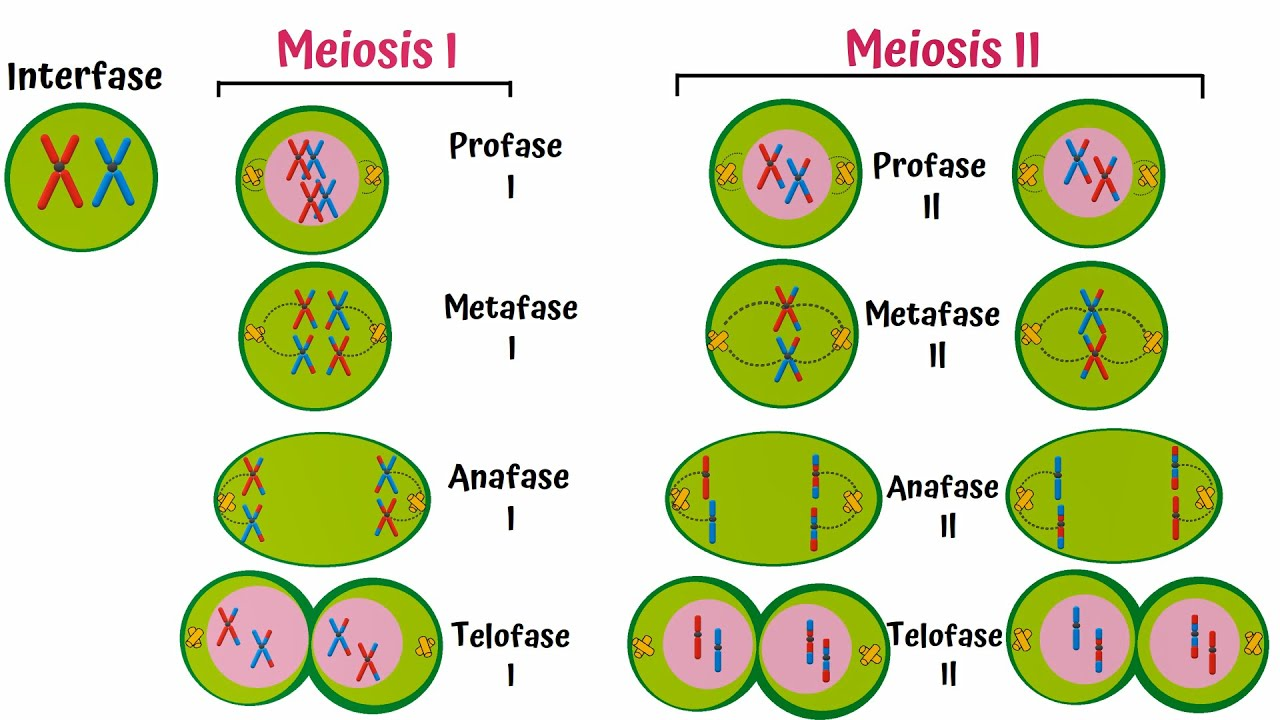 Interfase
Meiosis I
Profase
I
Metafase
I
Anafase
I
Telofase
I
Meiosis II
Profase
II
Metafase
II
Anafase
II
Telofase
II